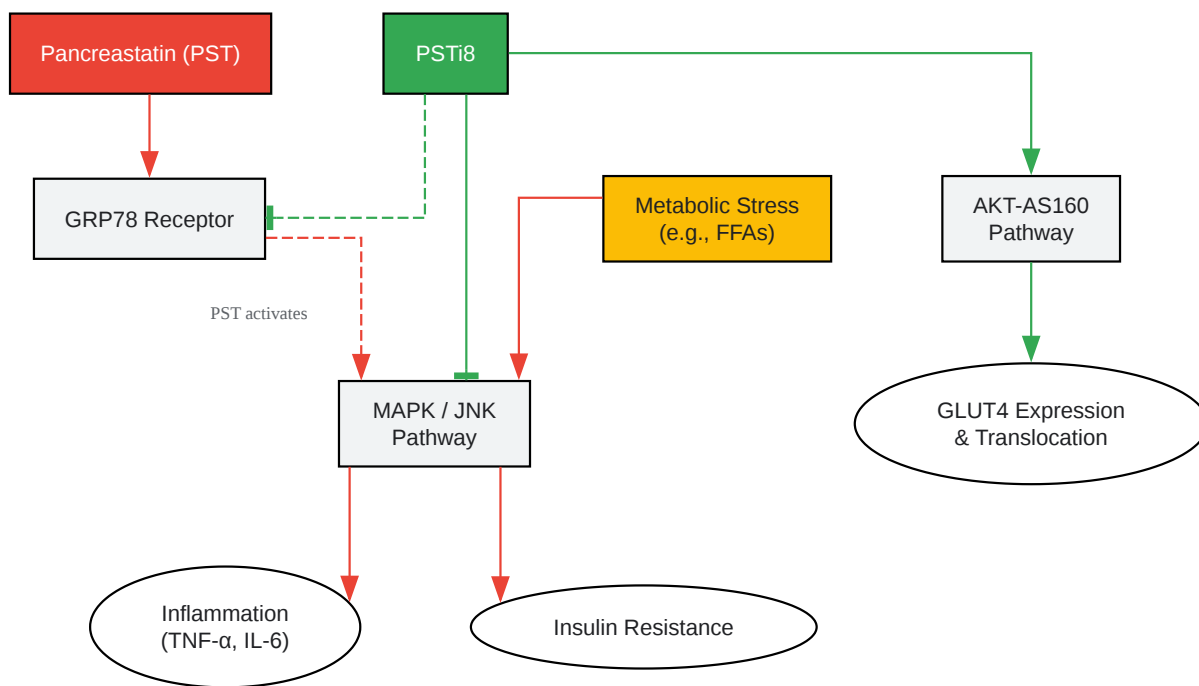 Pancreastatin (PST)
PSTi8
GRP78 Receptor
Metabolic Stress
(e.g., FFAs)
AKT-AS160
Pathway
PST activates
MAPK / JNK
Pathway
GLUT4 Expression
& Translocation
Inflammation
(TNF-α, IL-6)
Insulin Resistance